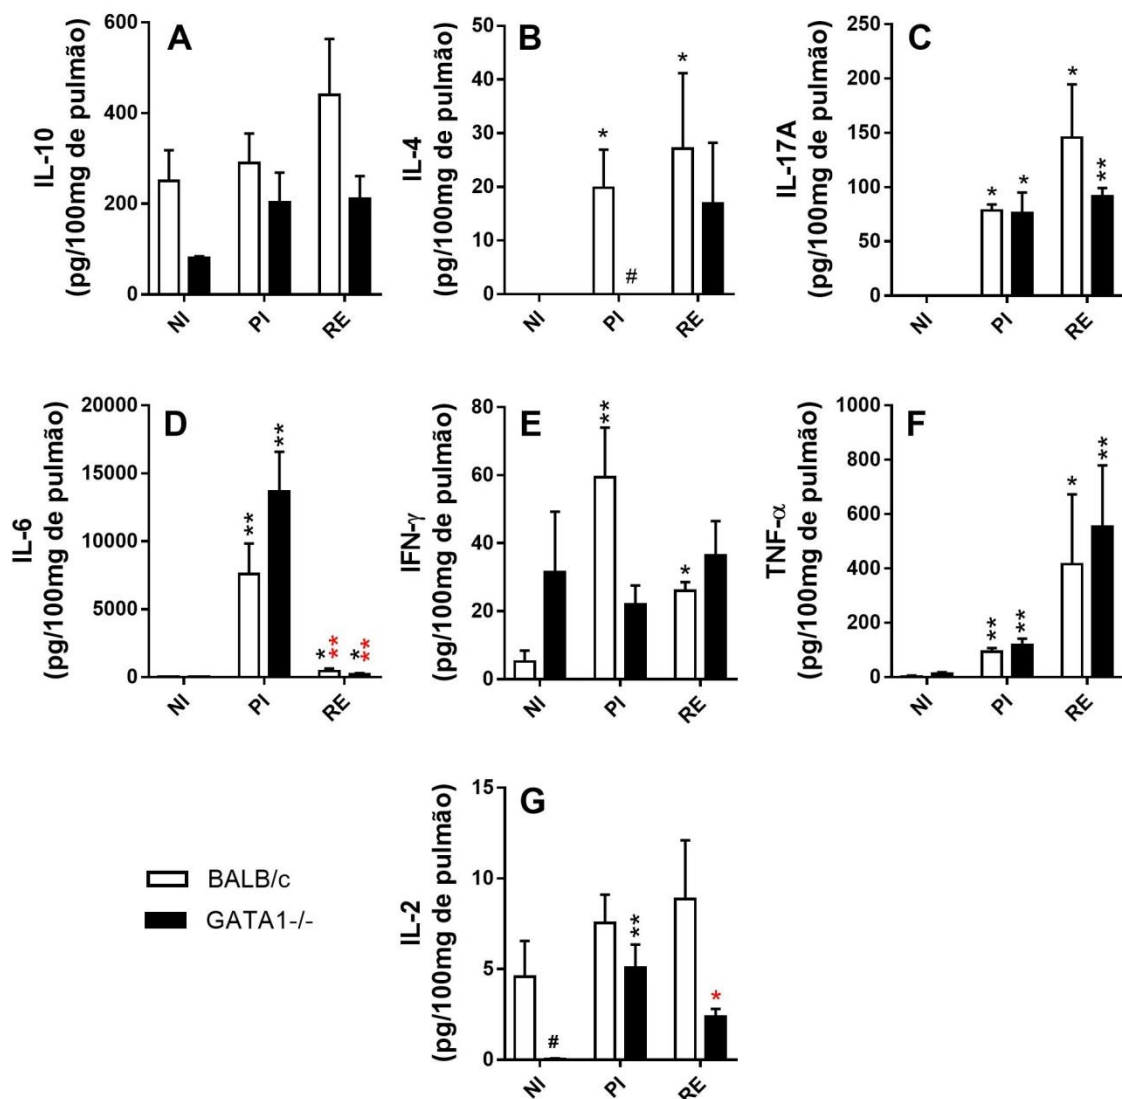 A
IL-10
(pg/100mg de pulmão)
600
400
200
0
NI
PI
RE
B
IL-4
(pg/100mg de pulmão)
50
40
30
20
10
0
*
#
*
NI
PI
RE
C
IL-17A
(pg/100mg de pulmão)
250
200
150
100
50
0
*
*
*
**
NI
PI
RE
D
IL-6
(pg/100mg de pulmão)
20000
15000
10000
5000
0
**
**
*
**
*
**
NI
PI
RE
E
IFN-γ
(pg/100mg de pulmão)
80
60
40
20
0
**
*
NI
PI
RE
F
TNF-α
(pg/100mg de pulmão)
1000
800
600
400
200
0
**
**
*
**
NI
PI
RE
BALB/c
GATA1-/-
G
IL-2
(pg/100mg de pulmão)
15
10
5
0
#
**
*
NI
PI
RE